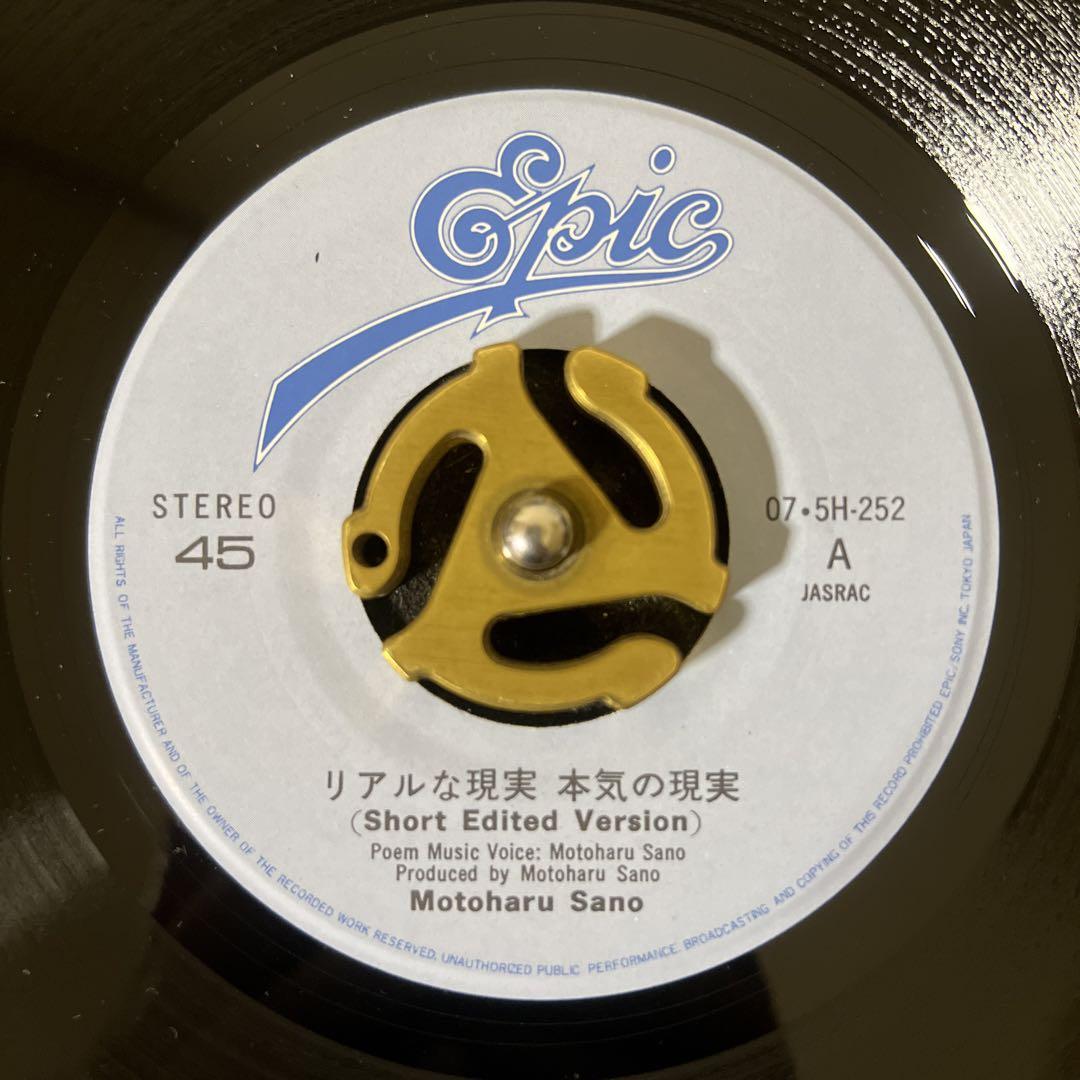 Epic
STEREO
45
07・5H-252
A
JASRAC
リアルな現実 本気の現実
(Short Edited Version)
Poem Music Voice: Motoharu Sano
Produced by Motoharu Sano
Motoharu Sano
ALL RIGHTS OF THE MANUFACTURER AND OF THE OWNER OF THE RECORDED WORK RESERVED, UNAUTHORIZED PUBLIC PERFORMANCE. BROADCASTING AND COPYING OF THIS RECORD PROHIBITED EPIC/SONY INC. TOKYO JAPAN